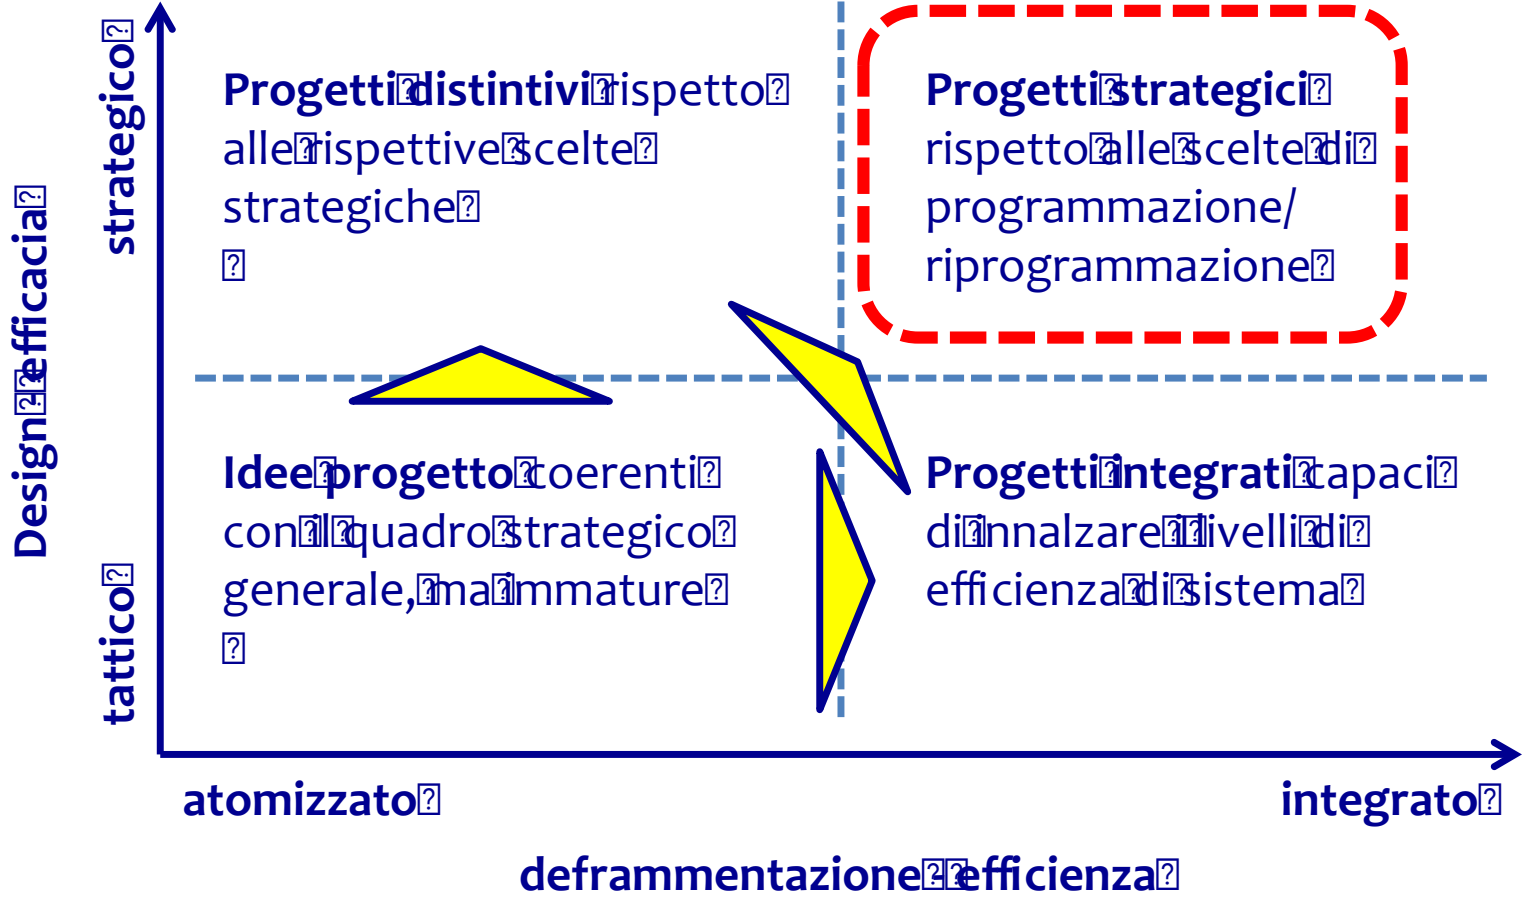 Design - efficacia
strategico
tattico
Progetti distintivi rispetto
alle rispettive scelte
strategiche
Progetti strategici
rispetto alle scelte di
programmazione/
riprogrammazione
Idee progetto coerenti
con il quadro strategico
generale, ma immature
Progetti integrati capaci
di innalzare i livelli di
efficienza di sistema
atomizzato
integrato
deframmentazione - efficienza